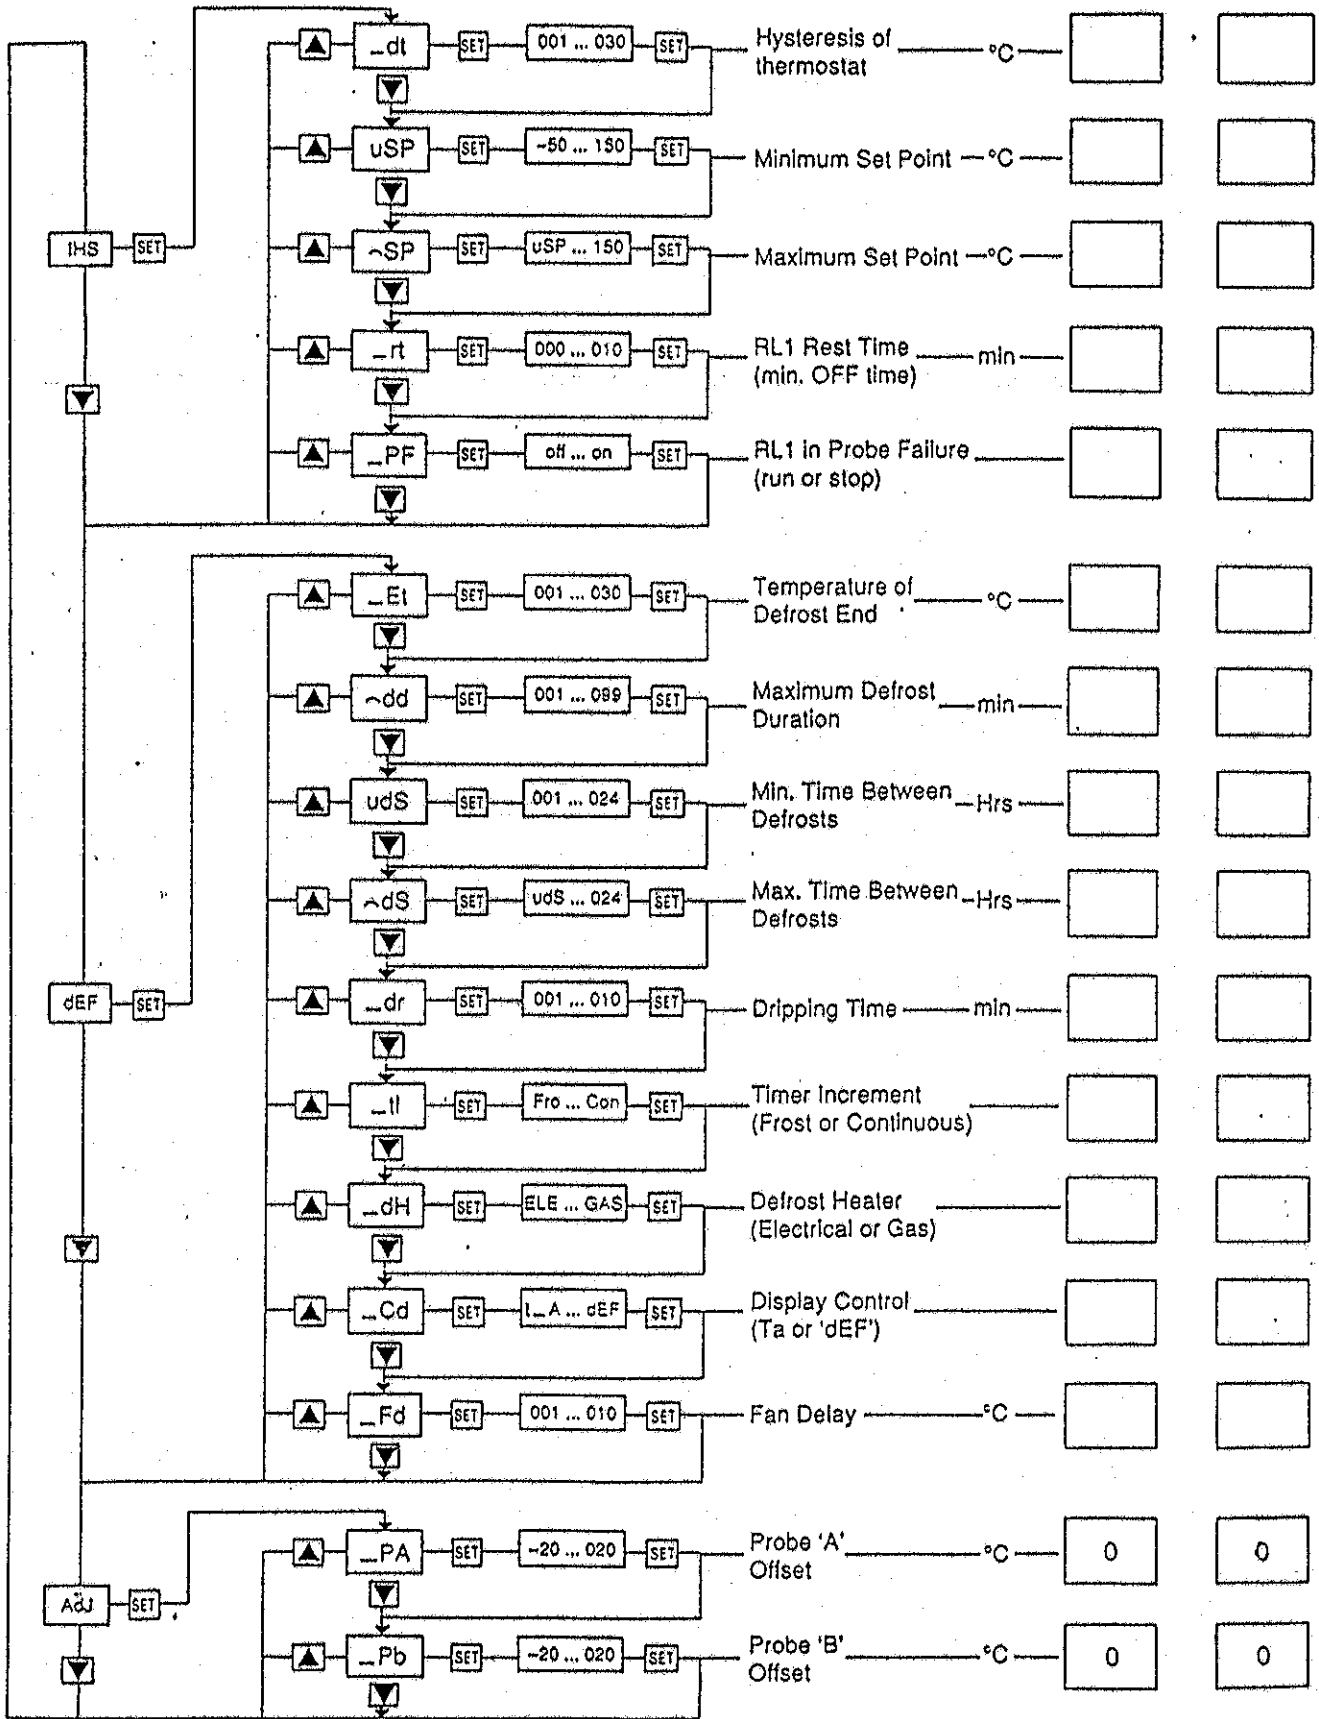 _dt SET 001 ... 030 SET Hysteresis of thermostat °C
uSP SET -50 ... 150 SET Minimum Set Point °C
IHS SET
⌢SP SET uSP ... 150 SET Maximum Set Point °C
_rt SET 000 ... 010 SET RL1 Rest Time (min. OFF time) min
_PF SET off ... on SET RL1 in Probe Failure (run or stop)
_Et SET 001 ... 030 SET Temperature of Defrost End °C
⌢dd SET 001 ... 099 SET Maximum Defrost Duration min
udS SET 001 ... 024 SET Min. Time Between Defrosts Hrs
⌢dS SET udS ... 024 SET Max. Time Between Defrosts Hrs
dEF SET
_dr SET 001 ... 010 SET Dripping Time min
_tI SET Fro ... Con SET Timer Increment (Frost or Continuous)
_dH SET ELE ... GAS SET Defrost Heater (Electrical or Gas)
_Cd SET t_A ... dEF SET Display Control (Ta or 'dEF')
_Fd SET 001 ... 010 SET Fan Delay °C
_PA SET -20 ... 020 SET Probe 'A' Offset °C 0 0
AdJ SET
_Pb SET -20 ... 020 SET Probe 'B' Offset °C 0 0